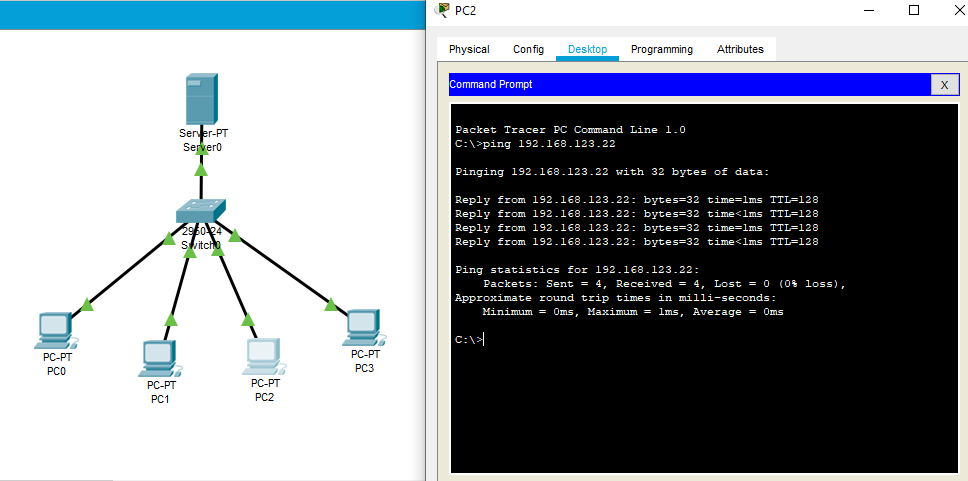 PC2
Physical Config Desktop Programming Attributes
Command Prompt
X
Packet Tracer PC Command Line 1.0
C:\>ping 192.168.123.22
Pinging 192.168.123.22 with 32 bytes of data:
Reply from 192.168.123.22: bytes=32 time=1ms TTL=128
Reply from 192.168.123.22: bytes=32 time<1ms TTL=128
Reply from 192.168.123.22: bytes=32 time=1ms TTL=128
Reply from 192.168.123.22: bytes=32 time<1ms TTL=128
Ping statistics for 192.168.123.22:
Packets: Sent = 4, Received = 4, Lost = 0 (0% loss),
Approximate round trip times in milli-seconds:
Minimum = 0ms, Maximum = 1ms, Average = 0ms
C:\>
Server-PT
Server0
2960-24
Switch0
PC-PT
PC0
PC-PT
PC1
PC-PT
PC2
PC-PT
PC3